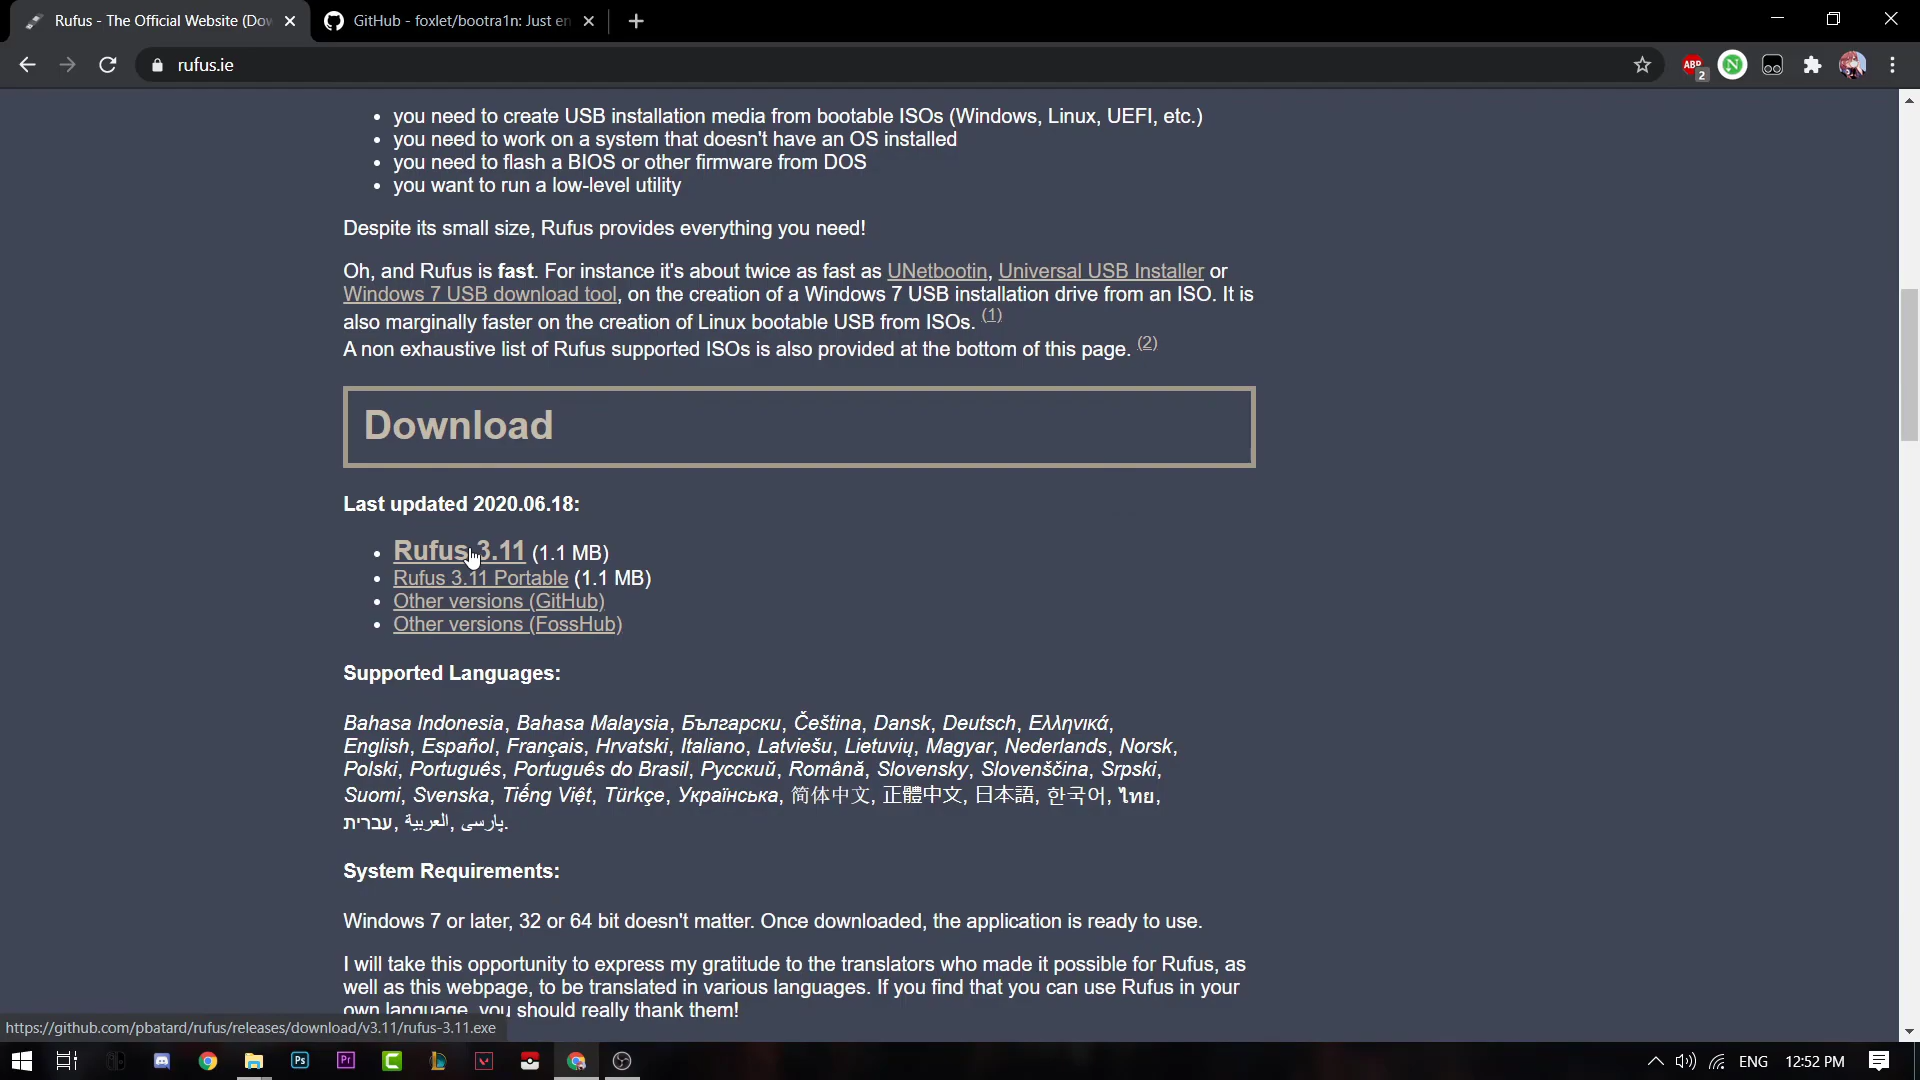 Rufus - The Official Website (Dow
GitHub - foxlet/bootra1n: Just en
rufus.ie
ABP
2
N
• you need to create USB installation media from bootable ISOs (Windows, Linux, UEFI, etc.)
• you need to work on a system that doesn't have an OS installed
• you need to flash a BIOS or other firmware from DOS
• you want to run a low-level utility
Despite its small size, Rufus provides everything you need!
Oh, and Rufus is fast. For instance it's about twice as fast as UNetbootin, Universal USB Installer or
Windows 7 USB download tool, on the creation of a Windows 7 USB installation drive from an ISO. It is
also marginally faster on the creation of Linux bootable USB from ISOs. (1)
A non exhaustive list of Rufus supported ISOs is also provided at the bottom of this page. (2)
Download
Last updated 2020.06.18:
• Rufus 3.11 (1.1 MB)
• Rufus 3.11 Portable (1.1 MB)
• Other versions (GitHub)
• Other versions (FossHub)
Supported Languages:
Bahasa Indonesia, Bahasa Malaysia, Български, Čeština, Dansk, Deutsch, Ελληνικά,
English, Español, Français, Hrvatski, Italiano, Latviešu, Lietuvių, Magyar, Nederlands, Norsk,
Polski, Português, Português do Brasil, Русский, Română, Slovensky, Slovenščina, Srpski,
Suomi, Svenska, Tiếng Việt, Türkçe, Українська, 简体中文, 正體中文, 日本語, 한국어, ไทย,
עברית, العربية, پارسی.
System Requirements:
Windows 7 or later, 32 or 64 bit doesn't matter. Once downloaded, the application is ready to use.
I will take this opportunity to express my gratitude to the translators who made it possible for Rufus, as
well as this webpage, to be translated in various languages. If you find that you can use Rufus in your
own language, you should really thank them!
https://github.com/pbatard/rufus/releases/download/v3.11/rufus-3.11.exe
Ps
Pr
ENG
12:52 PM